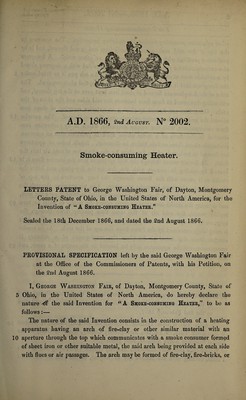 A.D. 1866, 2nd August. N° 2002.
Smoke-consuming Heater.
LETTERS PATENT to George Washington Fair, of Dayton, Montgomery
County, State of Ohio, in the United States of North America, for the
Invention of "A Smoke-consuming Heater."
Sealed the 18th December 1866, and dated the 2nd August 1866.
PROVISIONAL SPECIFICATION left by the said George Washington Fair
at the Office of the Commissioners of Patents, with his Petition, on
the 2nd August 1866.
I, George Washington Fair, of Dayton, Montgomery County, State of
5 Ohio, in the United States of North America, do hereby declare the
nature of the said Invention for "A Smoke-consuming Heater," to be as
follows:—
The nature of the said Invention consists in the construction of a heating
apparatus having an arch of fire-clay or other similar material with an
10 aperture through the top which communicates with a smoke consumer formed
of sheet iron or other suitable metal, the said arch being provided at each side
with flues or air passages. The arch may be formed of fire-clay, fire-bricks, or